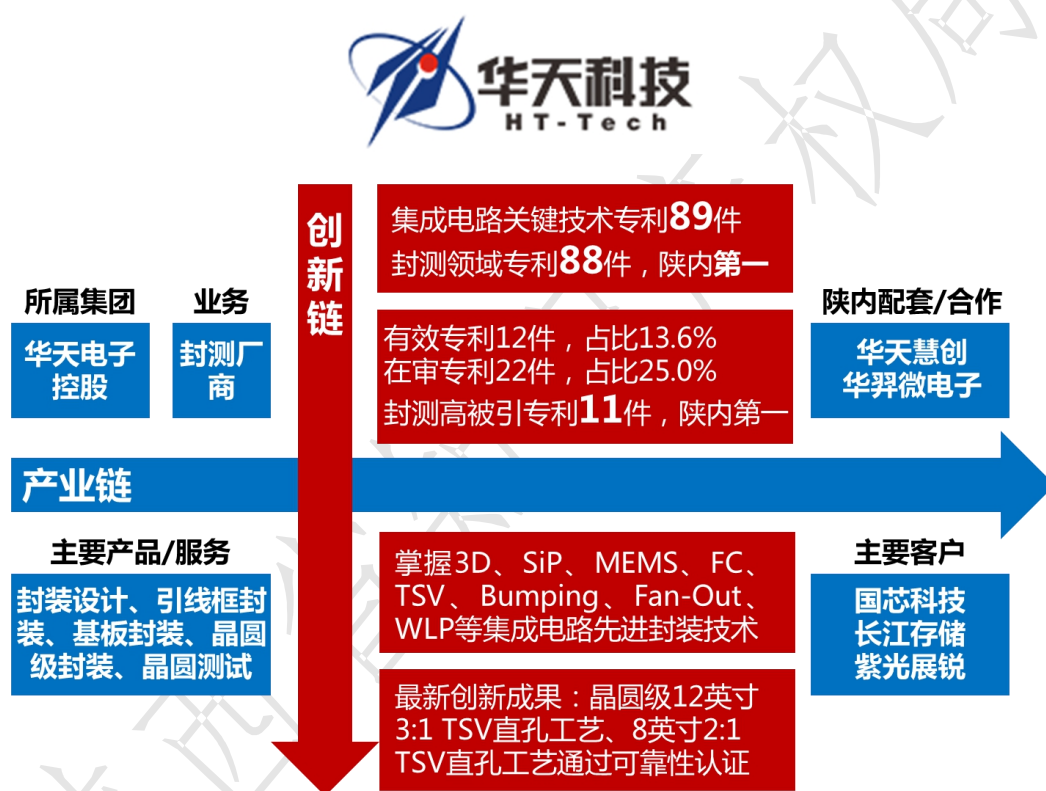 华天科技
HT-Tech
创新链
集成电路关键技术专利89件
封测领域专利88件，陕内第一
所属集团
华天电子
控股
业务
封测厂
商
有效专利12件，占比13.6%
在审专利22件，占比25.0%
封测高被引专利11件，陕内第一
陕内配套/合作
华天慧创
华羿微电子
产业链
主要产品/服务
封装设计、引线框封
装、基板封装、晶圆
级封装、晶圆测试
掌握3D、SiP、MEMS、FC、
TSV、Bumping、Fan-Out、
WLP等集成电路先进封装技术
最新创新成果：晶圆级12英寸
3:1 TSV直孔工艺、8英寸2:1
TSV直孔工艺通过可靠性认证
主要客户
国芯科技
长江存储
紫光展锐